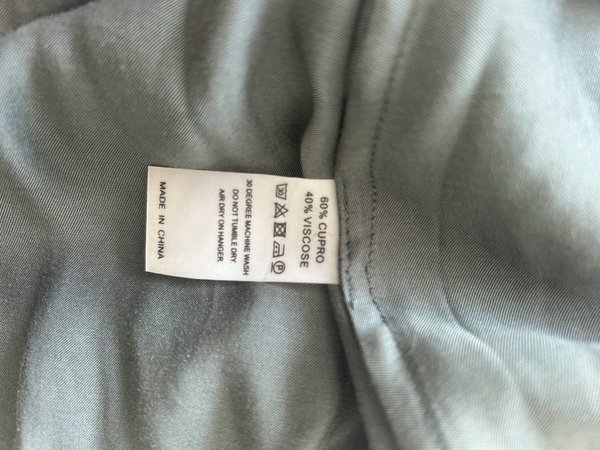 60% CUPRO
40% VISCOSE
30 DEGREE MACHINE WASH
DO NOT TUMBLE DRY
AIR DRY ON HANGER
MADE IN CHINA